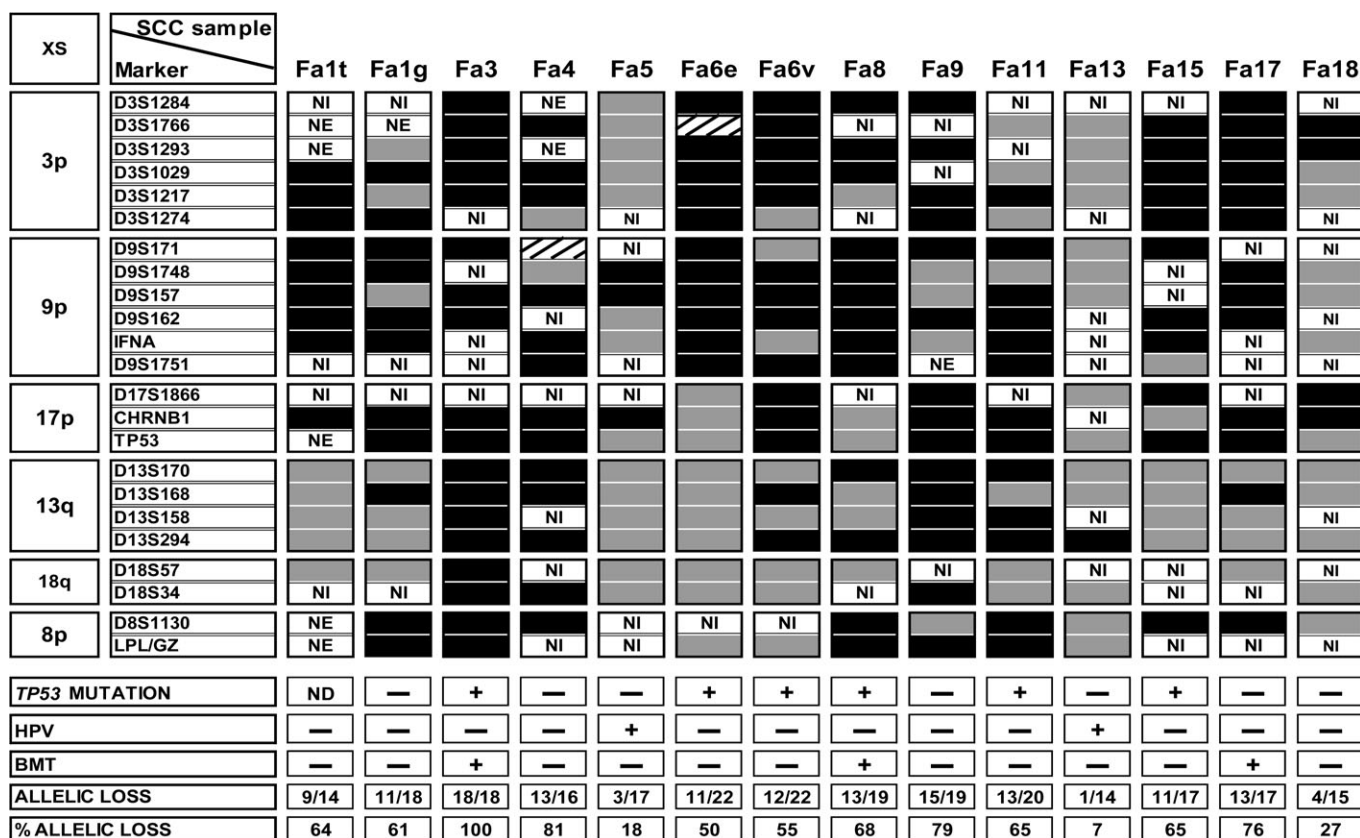 XS SCC sample
Marker Fa1t Fa1g Fa3 Fa4 Fa5 Fa6e Fa6v Fa8 Fa9 Fa11 Fa13 Fa15 Fa17 Fa18
D3S1284 NI NI NE NI NI NI NI
D3S1766 NE NE NI NI
3p D3S1293 NE NE NI
D3S1029 NI
D3S1217
D3S1274 NI NI NI NI NI
D9S171 NI NI NI
D9S1748 NI NI
9p D9S157 NI
D9S162 NI NI NI
IFNA NI NI NI
D9S1751 NI NI NI NI NE NI NI NI
D17S1866 NI NI NI NI NI NI NI NI
17p CHRNB1 NI
TP53 NE
D13S170
13q D13S168
D13S158 NI NI NI
D13S294
18q D18S57 NI NI NI NI NI
D18S34 NI NI NI NI NI
8p D8S1130 NE NI NI NI
LPL/GZ NE NI NI NI NI NI
TP53 MUTATION ND — + — — + + + — + — + — —
HPV — — — — + — — — — — + — — —
BMT — — + — — — — + — — — — + —
ALLELIC LOSS 9/14 11/18 18/18 13/16 3/17 11/22 12/22 13/19 15/19 13/20 1/14 11/17 13/17 4/15
% ALLELIC LOSS 64 61 100 81 18 50 55 68 79 65 7 65 76 27